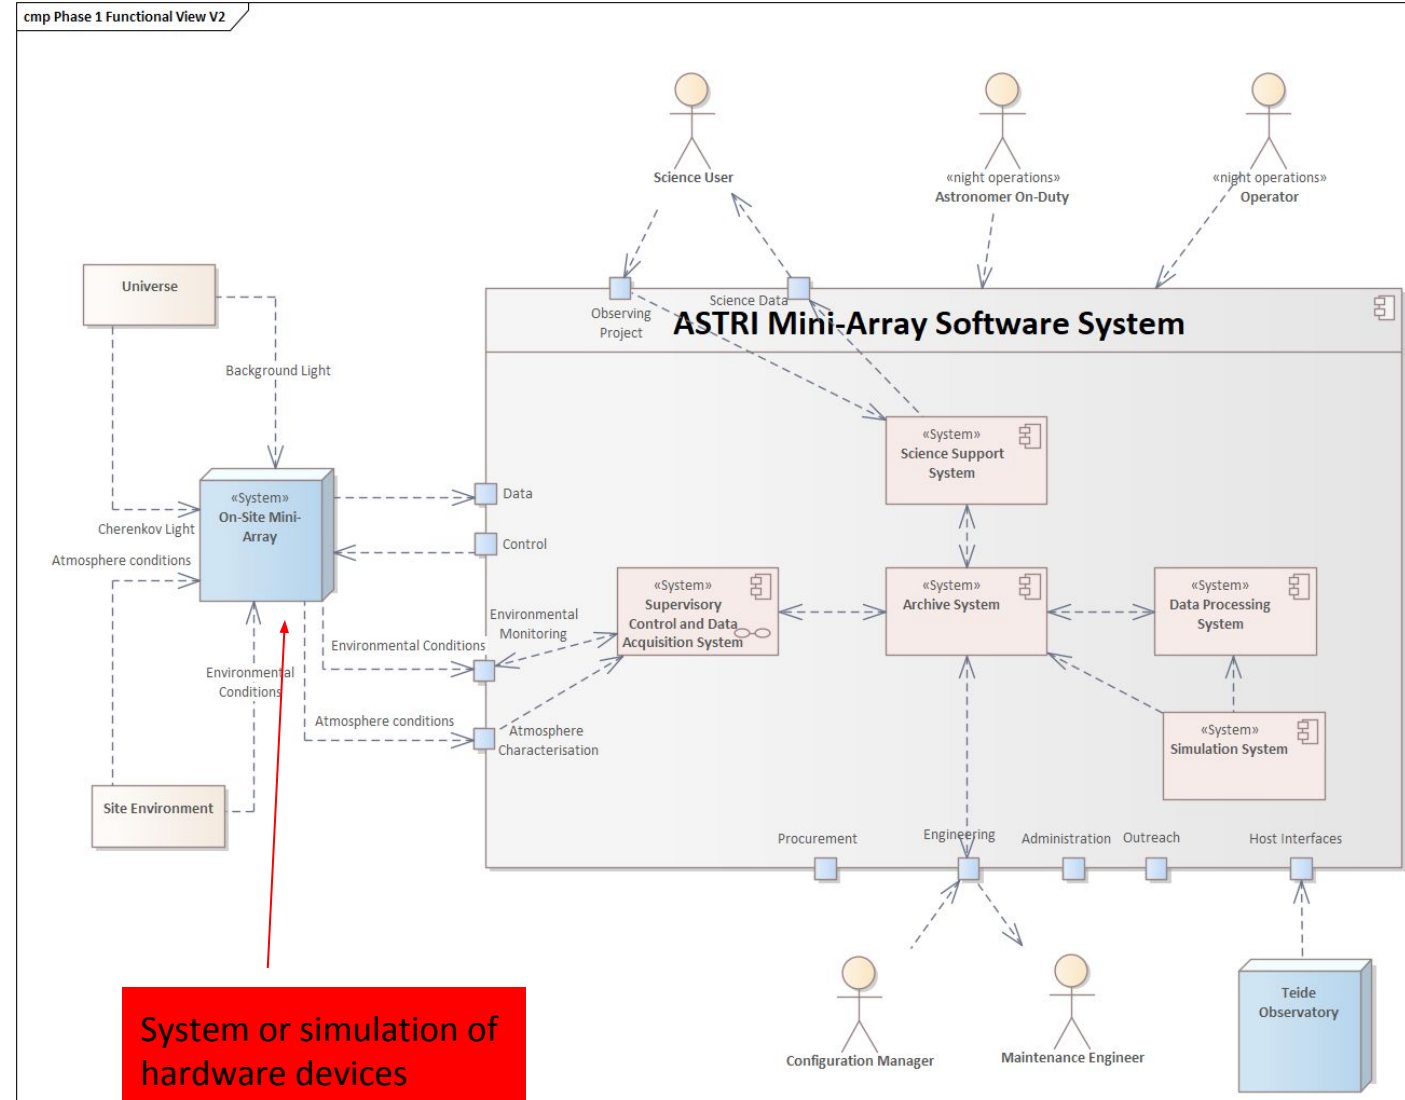 cmp Phase 1 Functional View V2
Science User
«night operations»
Astronomer On-Duty
«night operations»
Operator
Universe
Background Light
Cherenkov Light
Atmosphere conditions
«System»
On-Site Mini-
Array
Environmental
Conditions
Site Environment
Environmental Conditions
Atmosphere conditions
Observing
Project
Science Data
ASTRI Mini-Array Software System
Data
Control
Environmental
Monitoring
Atmosphere
Characterisation
«System»
Science Support
System
«System»
Supervisory
Control and Data
Acquisition System
«System»
Archive System
«System»
Data Processing
System
«System»
Simulation System
Procurement
Engineering
Administration
Outreach
Host Interfaces
Configuration Manager
Maintenance Engineer
Teide
Observatory
System or simulation of
hardware devices